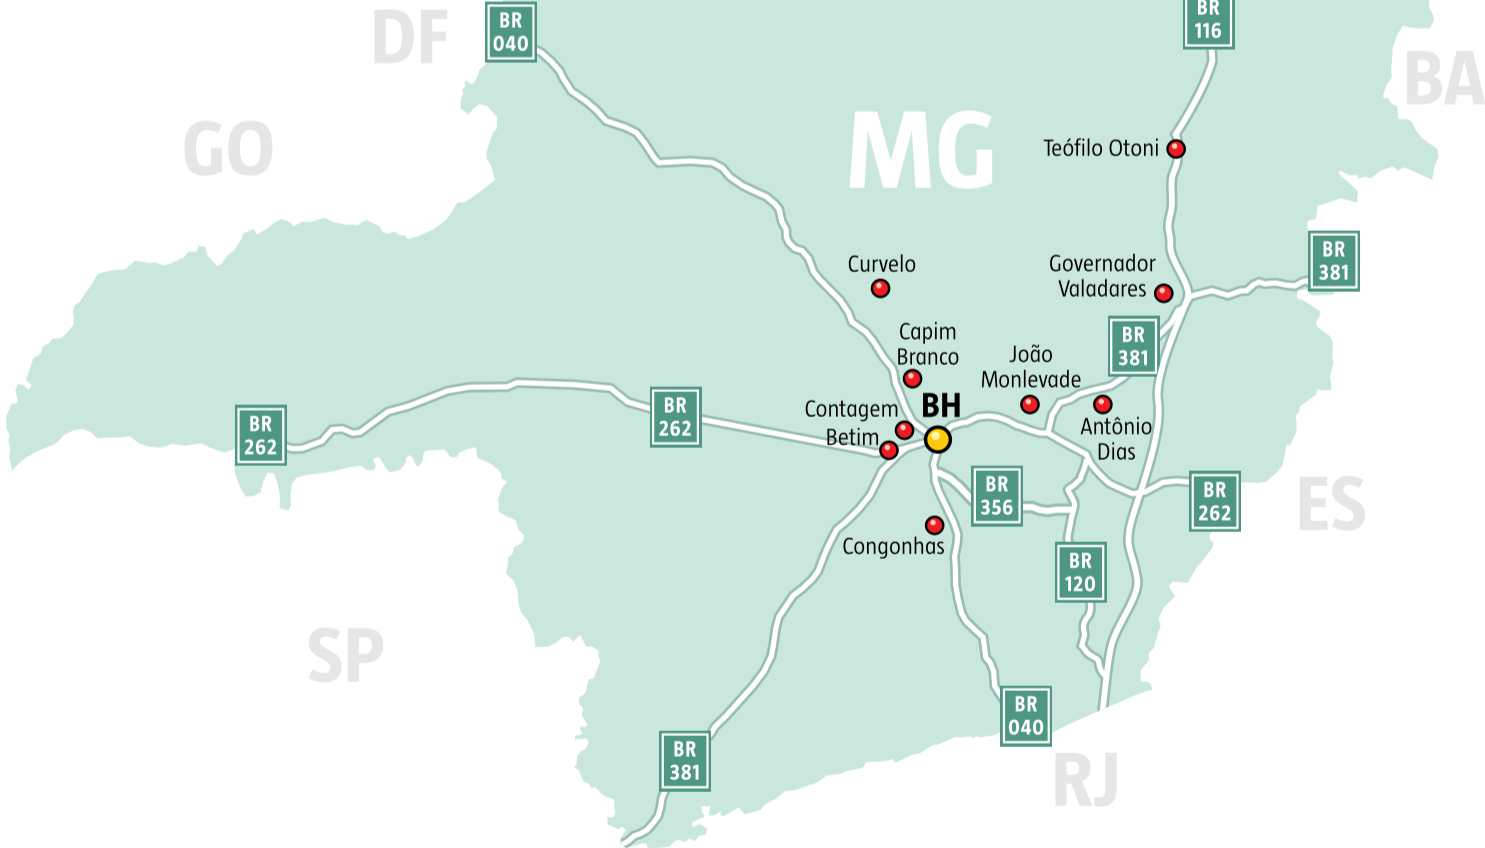 DF
BR
040
BR
116
BA
GO
MG
Teófilo Otoni
BR
381
Curvelo
Governador
Valadares
Capim
Branco
João
Monlevade
BR
381
BR
262
BR
262
Contagem
BH
Betim
Antônio
Dias
BR
356
BR
262
ES
Congonhas
BR
120
SP
BR
040
BR
381
RJ